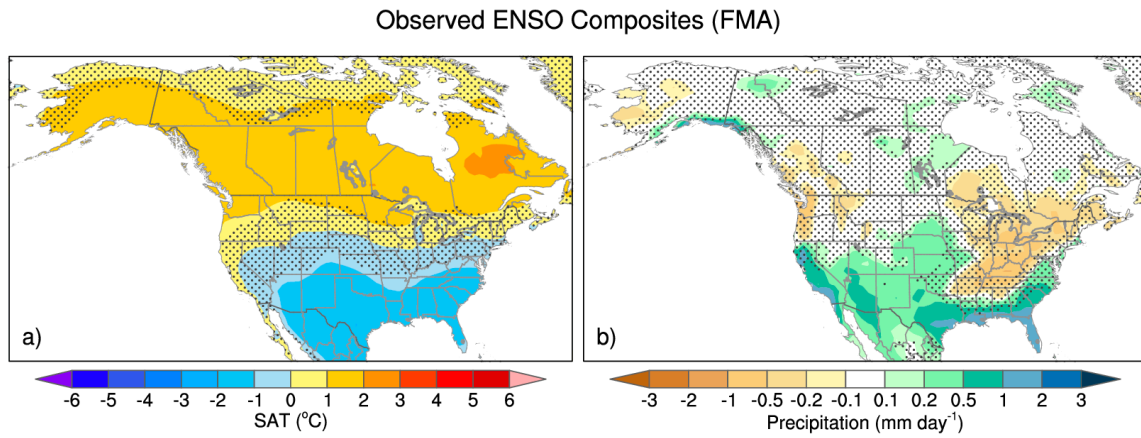 Observed ENSO Composites (FMA)
a)
b)
-6 -5 -4 -3 -2 -1 0 1 2 3 4 5 6
SAT (°C)
-3 -2 -1 -0.5 -0.2 -0.1 0.1 0.2 0.5 1 2 3
Precipitation (mm day⁻¹)